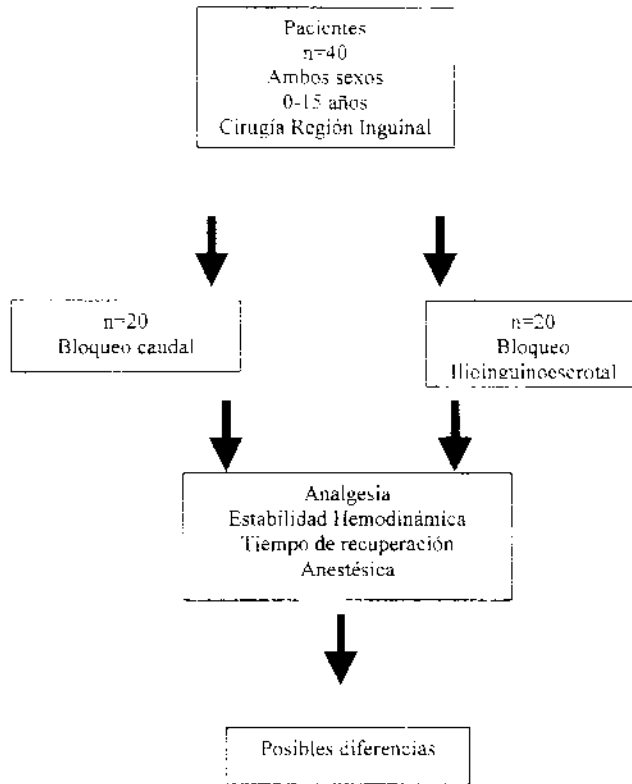 Pacientes
n=40
Ambos sexos
0-15 años
Cirugía Región Inguinal
n=20
Bloqueo caudal
n=20
Bloqueo
Ilioinguinoescrotal
Analgesia
Estabilidad Hemodinámica
Tiempo de recuperación
Anestésica
Posibles diferencias